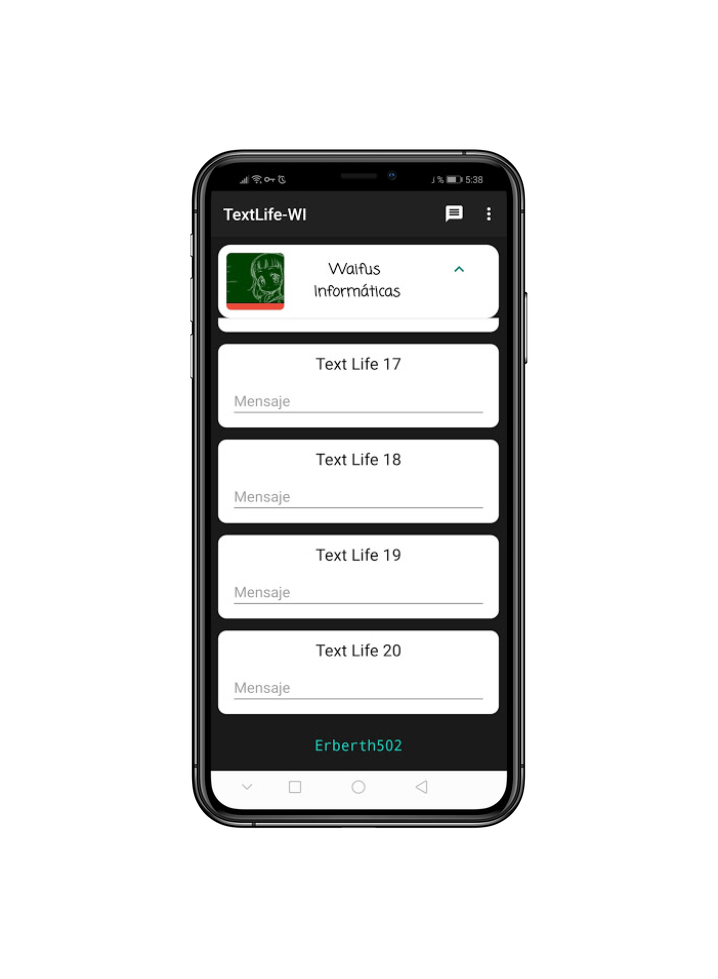 5:38
TextLife-WI
Waifus
Informáticas
Text Life 17
Mensaje
Text Life 18
Mensaje
Text Life 19
Mensaje
Text Life 20
Mensaje
Erberth502